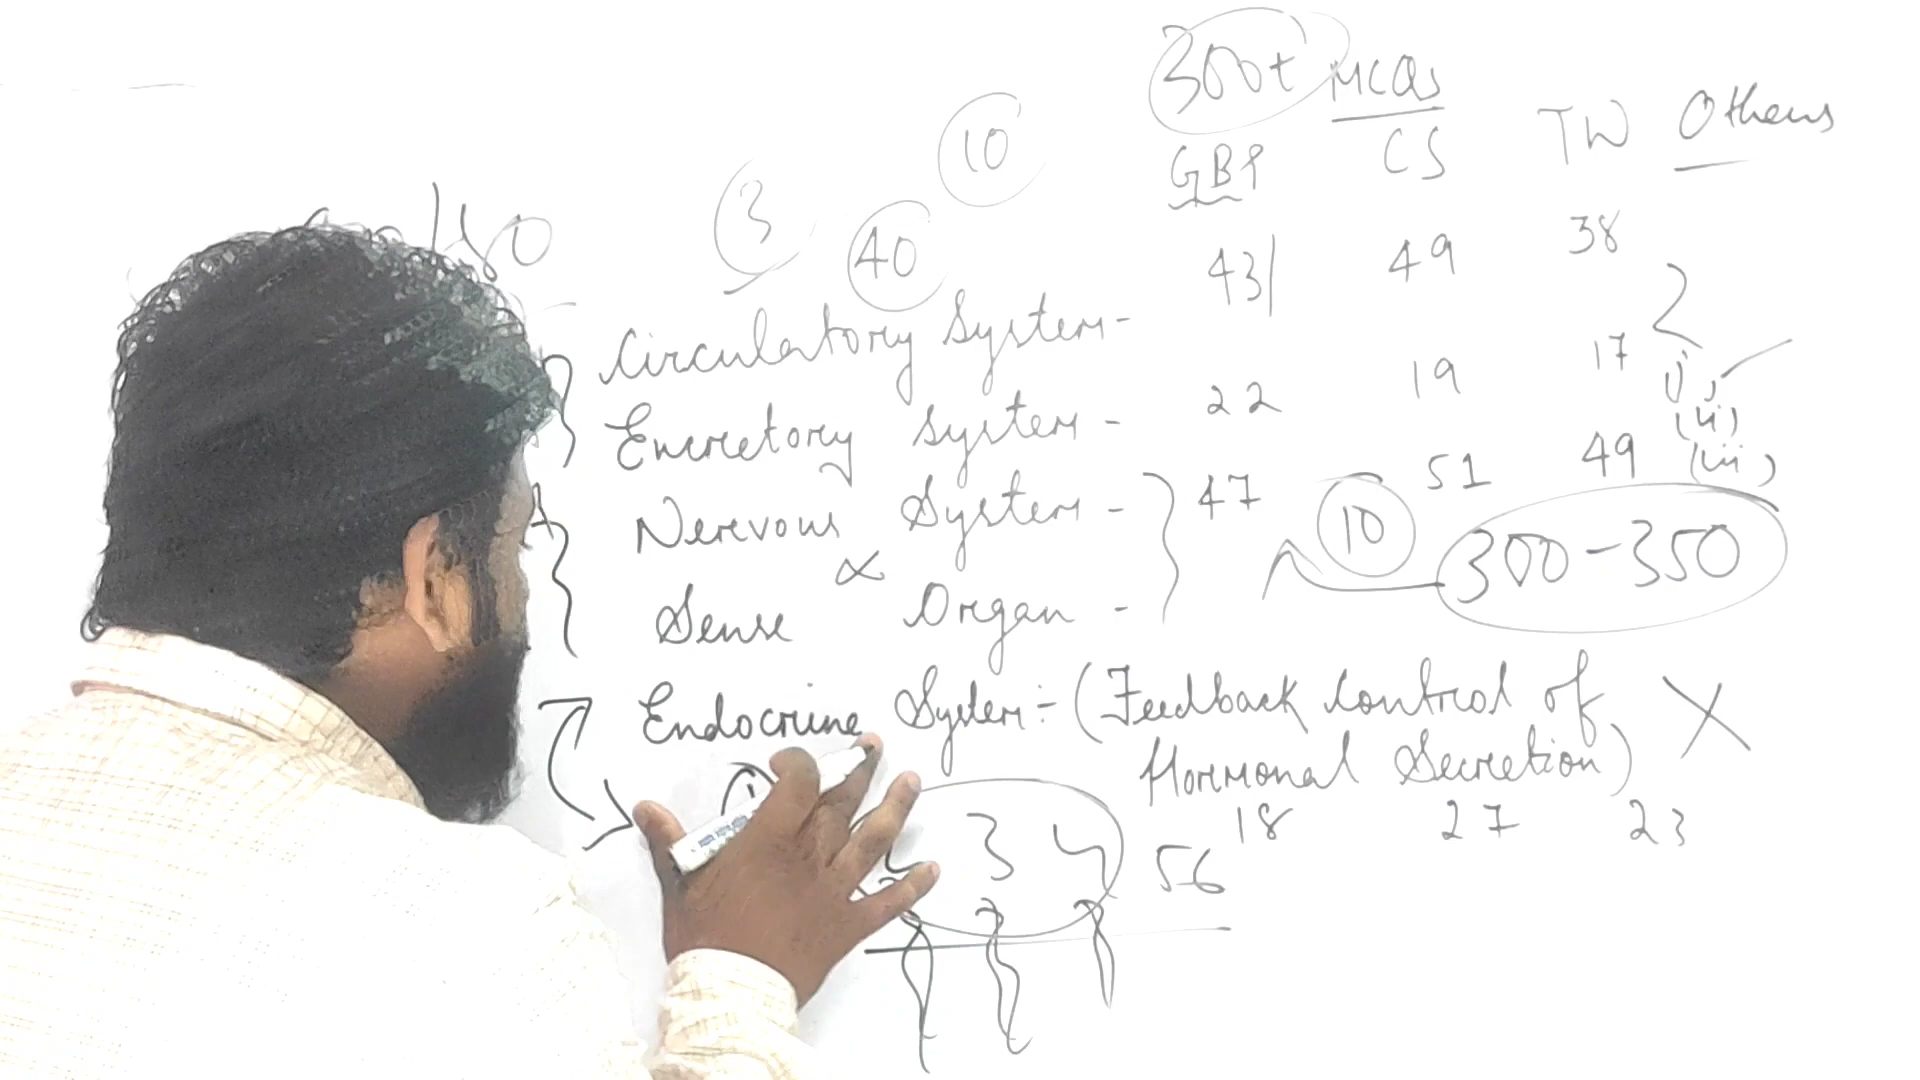 300+ MCQs
GBP CS TW Others
10
3
40
43 49 38
Circulatory System -
22 19 17
i)
(ii)
(iii)
Excretory System -
Nervous System - 47 51 49
10 300-350
&
Sense Organ -
Endocrine System :- (Feedback Control of
Hormonal Secretion)
18 27 23
3 4 56